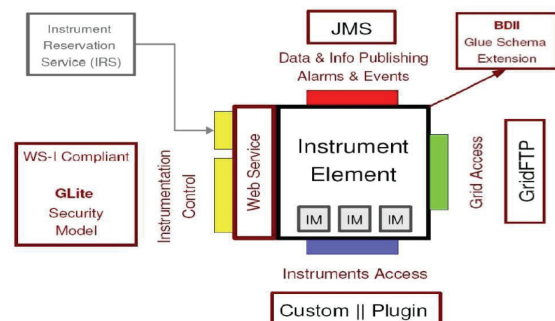 Instrument
Reservation
Service (IRS)
JMS
Data & Info Publishing
Alarms & Events
BDII
Glue Schema
Extension
WS-I Compliant
GLite
Security
Model
Instrumentation
Control
Web Service
Instrument
Element
IM IM IM
Grid Access
GridFTP
Instruments Access
Custom || Plugin